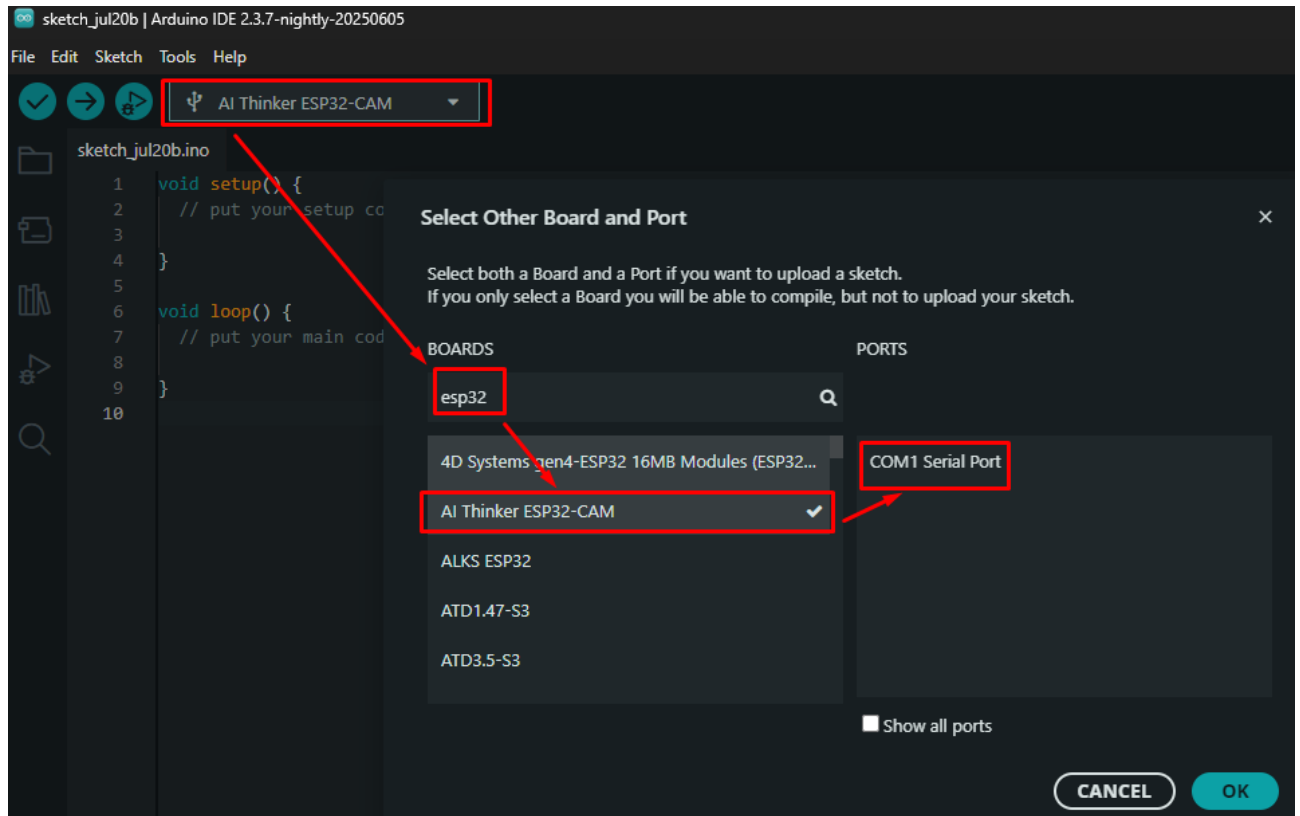 sketch_jul20b | Arduino IDE 2.3.7-nightly-20250605
File Edit Sketch Tools Help
AI Thinker ESP32-CAM
sketch_jul20b.ino
1 void setup() {
2 // put your setup co
3
4 }
5
6 void loop() {
7 // put your main cod
8
9 }
10
Select Other Board and Port
Select both a Board and a Port if you want to upload a sketch.
If you only select a Board you will be able to compile, but not to upload your sketch.
BOARDS
esp32
4D Systems gen4-ESP32 16MB Modules (ESP32...
AI Thinker ESP32-CAM
ALKS ESP32
ATD1.47-S3
ATD3.5-S3
PORTS
COM1 Serial Port
Show all ports
CANCEL OK